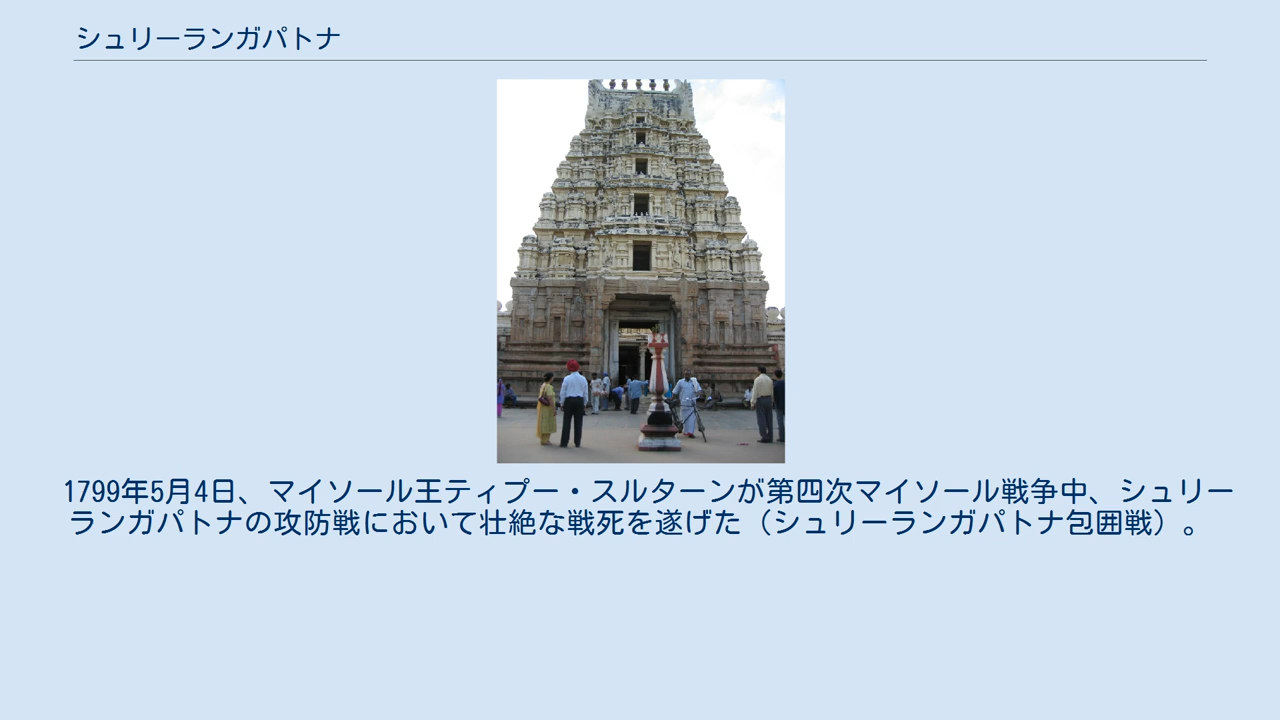 シュリーランガパトナ
1799年5月4日、マイソール王ティプー・スルターンが第四次マイソール戦争中、シュリー
ランガパトナの攻防戦において壮絶な戦死を遂げた（シュリーランガパトナ包囲戦）。